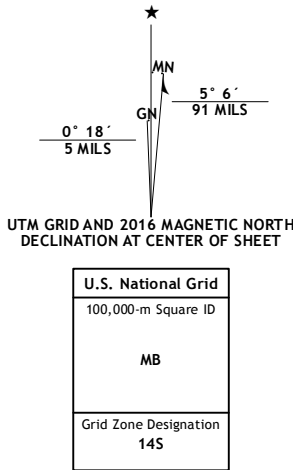 ★
MN
GN
5° 6´
91 MILS
0° 18´
5 MILS
UTM GRID AND 2016 MAGNETIC NORTH
DECLINATION AT CENTER OF SHEET
U.S. National Grid
100,000-m Square ID
MB
Grid Zone Designation
14S